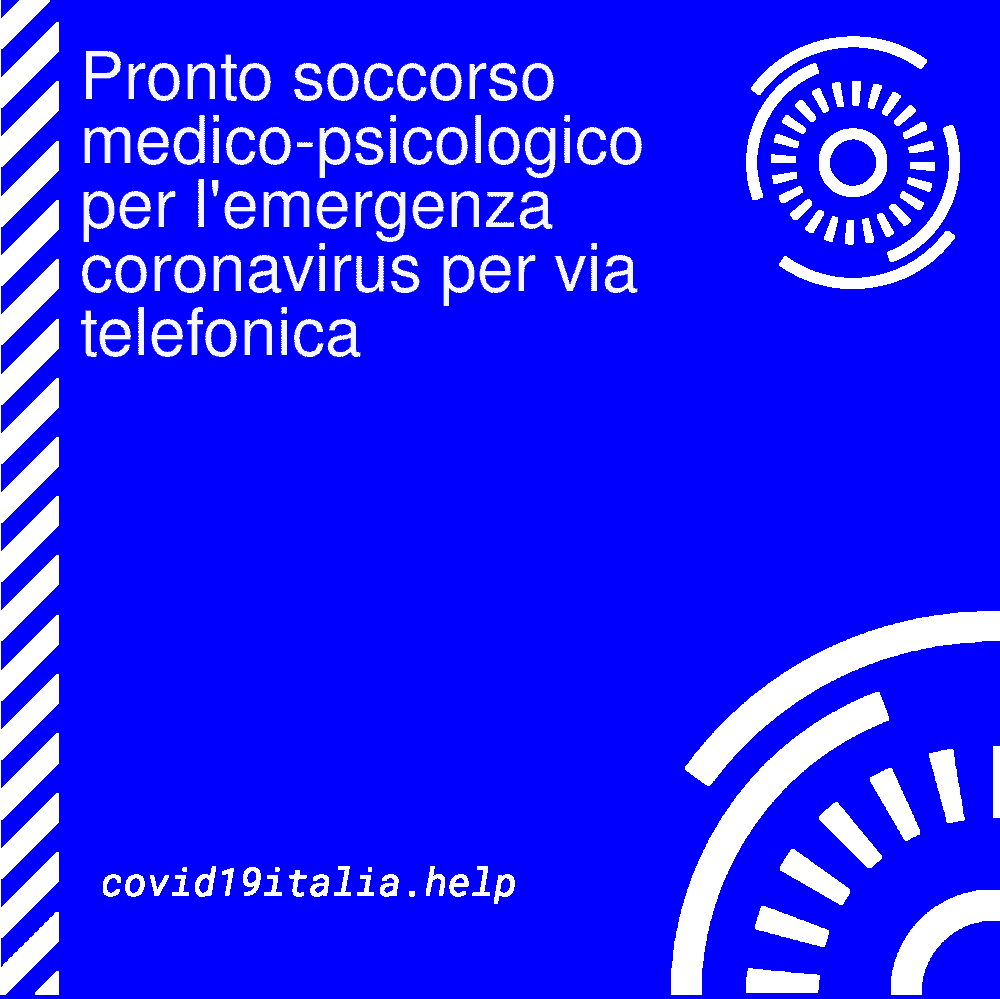 Pronto soccorso
medico-psicologico
per l'emergenza
coronavirus per via
telefonica
covid19italia.help